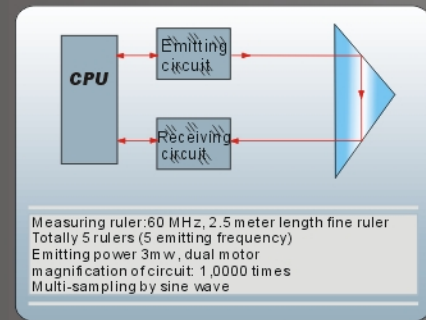 Emitting
circuit
CPU
Receiving
circuit
Measuring ruler:60 MHz, 2.5 meter length fine ruler
Totally 5 rulers (5 emitting frequency)
Emitting power 3mw, dual motor
magnification of circuit: 1,0000 times
Multi-sampling by sine wave